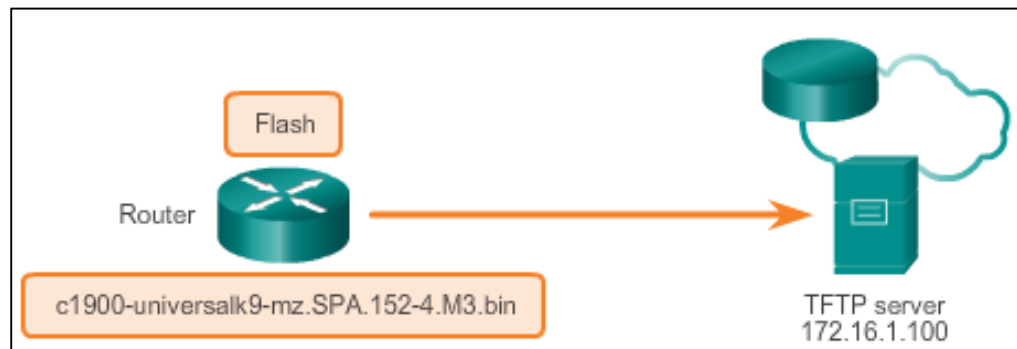 Flash
Router
c1900-universalk9-mz.SPA.152-4.M3.bin
TFTP server
172.16.1.100